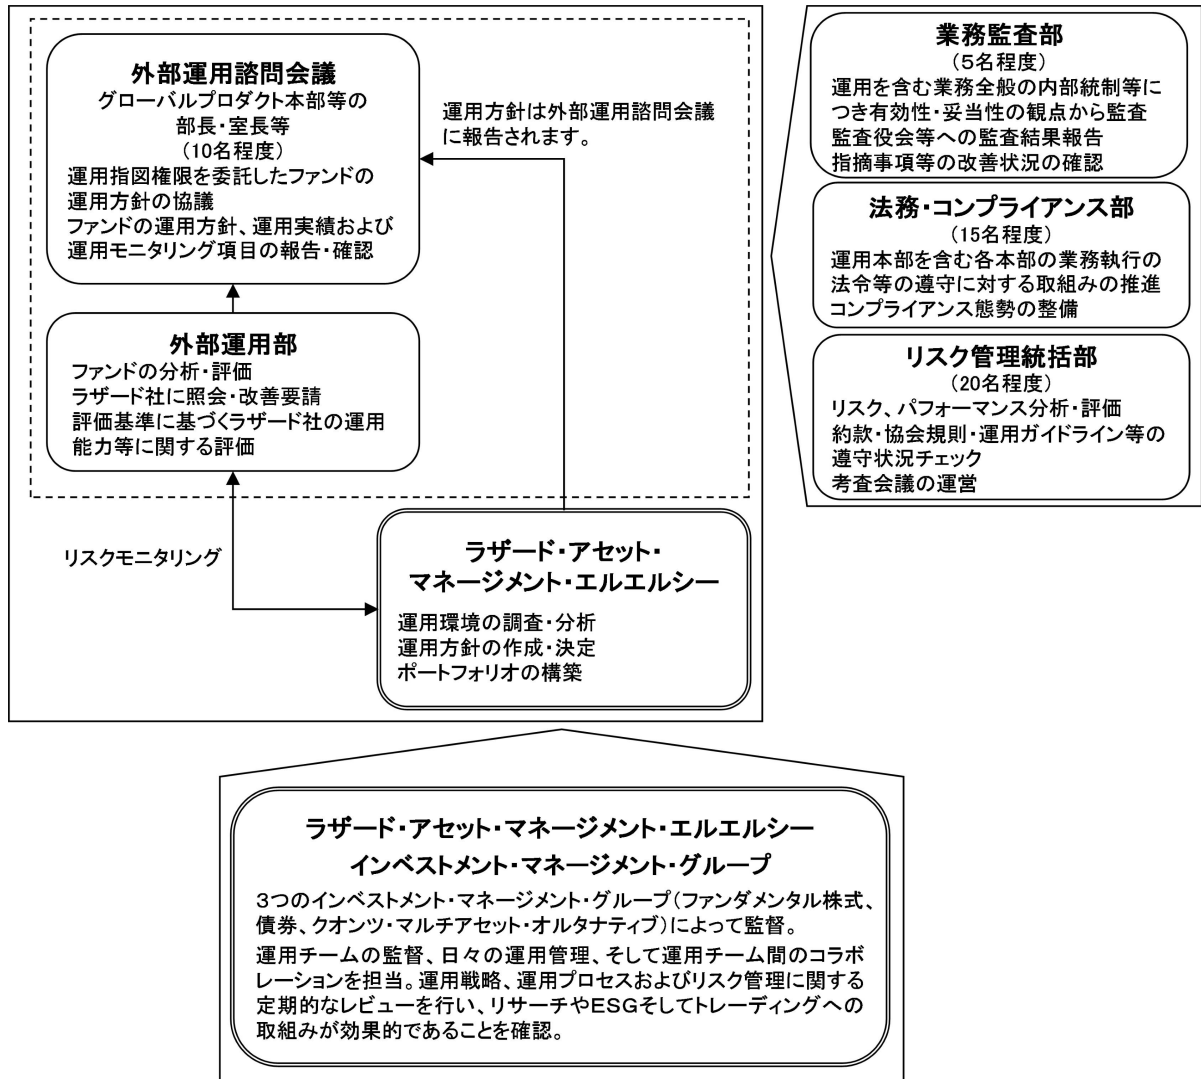 外部運用諮問会議
グローバルプロダクト本部等の
部長・室長等
(10名程度)
運用指図権限を委託したファンドの
運用方針の協議
ファンドの運用方針、運用実績および
運用モニタリング項目の報告・確認
運用方針は外部運用諮問会議
に報告されます。
外部運用部
ファンドの分析・評価
ラザード社に照会・改善要請
評価基準に基づくラザード社の運用
能力等に関する評価
リスクモニタリング
ラザード・アセット・
マネージメント・エルエルシー
運用環境の調査・分析
運用方針の作成・決定
ポートフォリオの構築
業務監査部
(5名程度)
運用を含む業務全般の内部統制等に
つき有効性・妥当性の観点から監査
監査役会等への監査結果報告
指摘事項等の改善状況の確認
法務・コンプライアンス部
(15名程度)
運用本部を含む各本部の業務執行の
法令等の遵守に対する取組みの推進
コンプライアンス態勢の整備
リスク管理統括部
(20名程度)
リスク、パフォーマンス分析・評価
約款・協会規則・運用ガイドライン等の
遵守状況チェック
考査会議の運営
ラザード・アセット・マネージメント・エルエルシー
インベストメント・マネージメント・グループ
3つのインベストメント・マネージメント・グループ(ファンダメンタル株式、
債券、クオンツ・マルチアセット・オルタナティブ)によって監督。
運用チームの監督、日々の運用管理、そして運用チーム間のコラボ
レーションを担当。運用戦略、運用プロセスおよびリスク管理に関する
定期的なレビューを行い、リサーチやESGそしてトレーディングへの
取組みが効果的であることを確認。